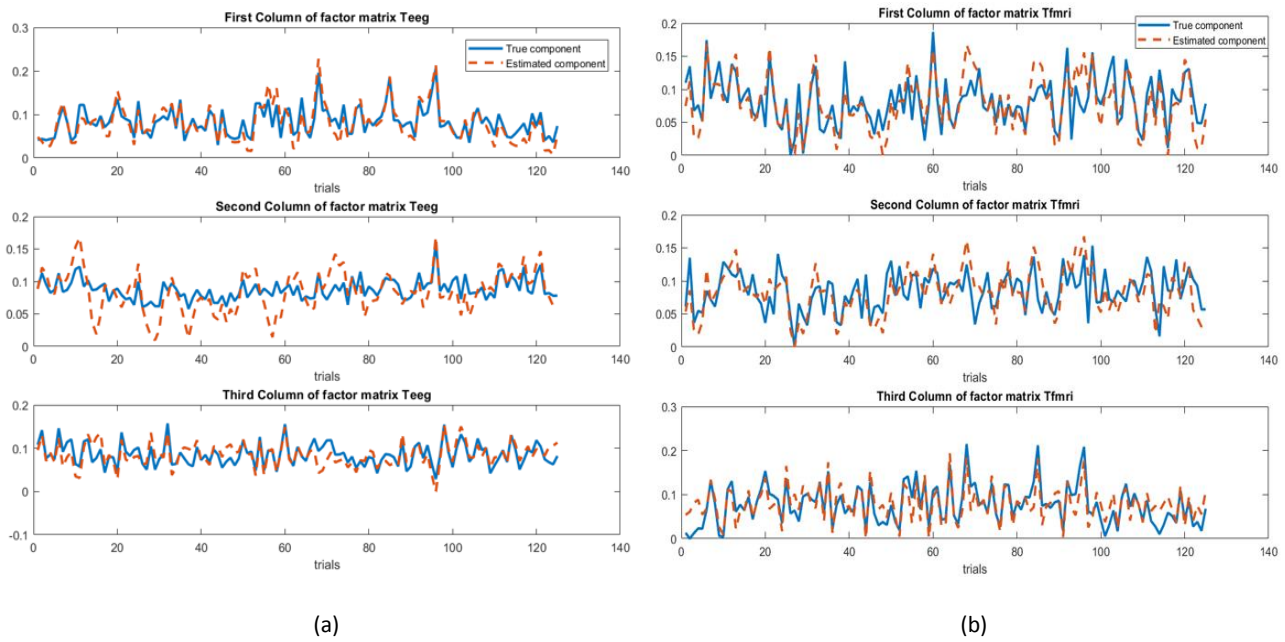 First Column of factor matrix Teeg
0.3
0.2
0.1
0
True component
Estimated component
0 20 40 60 80 100 120 140
trials
Second Column of factor matrix Teeg
0.2
0.15
0.1
0.05
0
0 20 40 60 80 100 120 140
trials
Third Column of factor matrix Teeg
0.2
0.1
0
-0.1
0 20 40 60 80 100 120 140
trials
(a)
First Column of factor matrix Tfmri
0.2
0.15
0.1
0.05
0
True component
Estimated component
0 20 40 60 80 100 120 140
trials
Second Column of factor matrix Tfmri
0.2
0.15
0.1
0.05
0
0 20 40 60 80 100 120 140
trials
Third Column of factor matrix Tfmri
0.3
0.2
0.1
0
0 20 40 60 80 100 120 140
trials
(b)